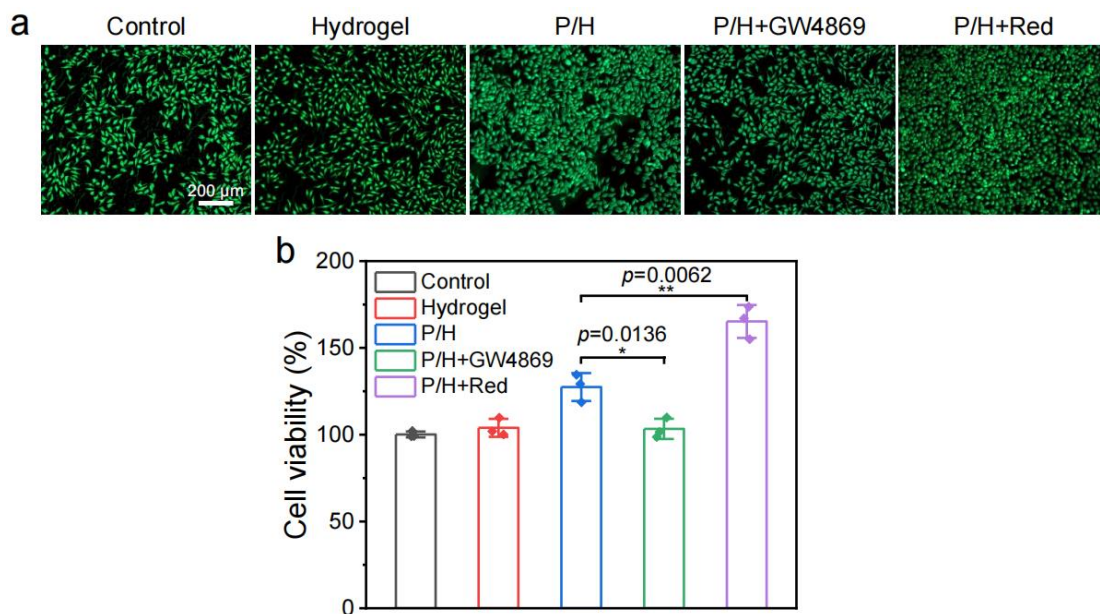 a
Control Hydrogel P/H P/H+GW4869 P/H+Red
200 μm
b
200
150
100
50
0
Cell viability (%)
Control
Hydrogel
P/H
P/H+GW4869
P/H+Red
p=0.0062
**
p=0.0136
*